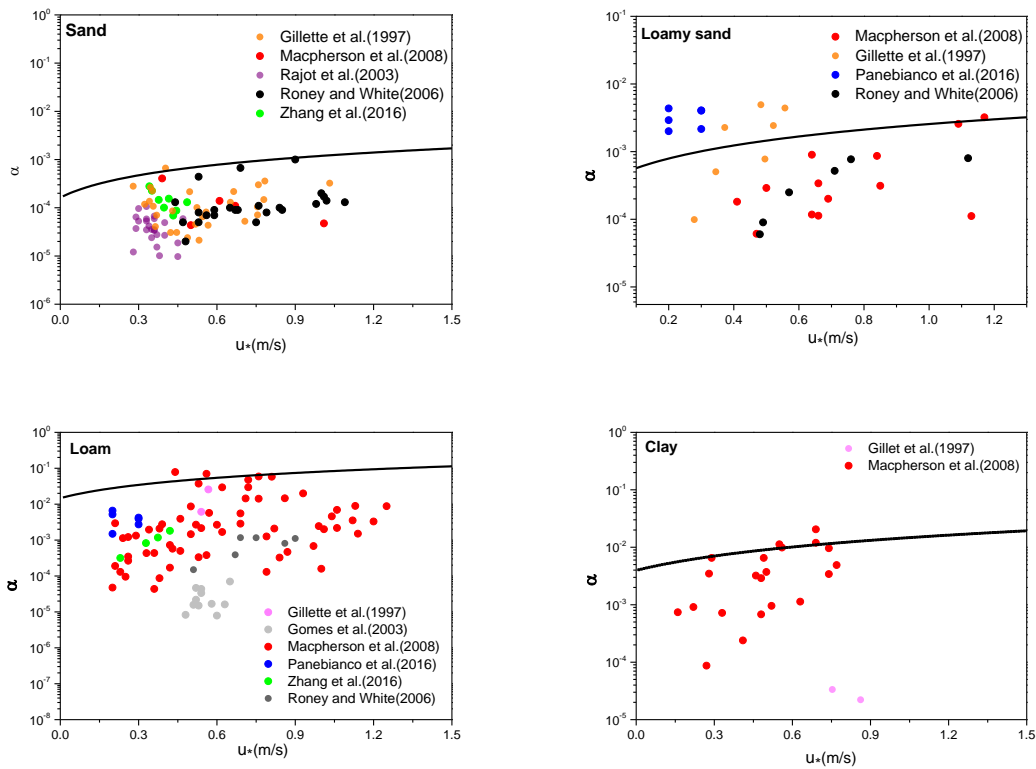 Sand
Gillette et al.(1997)
Macpherson et al.(2008)
Rajot et al.(2003)
Roney and White(2006)
Zhang et al.(2016)
10⁰
10⁻¹
10⁻²
10⁻³
10⁻⁴
10⁻⁵
10⁻⁶
α
0.0 0.3 0.6 0.9 1.2 1.5
u*(m/s)
Loamy sand
Macpherson et al.(2008)
Gillette et al.(1997)
Panebianco et al.(2016)
Roney and White(2006)
10⁻¹
10⁻²
10⁻³
10⁻⁴
10⁻⁵
α
0.2 0.4 0.6 0.8 1.0 1.2
u*(m/s)
Loam
10⁰
10⁻¹
10⁻²
10⁻³
10⁻⁴
10⁻⁵
10⁻⁶
10⁻⁷
10⁻⁸
α
Gillette et al.(1997)
Gomes et al.(2003)
Macpherson et al.(2008)
Panebianco et al.(2016)
Zhang et al.(2016)
Roney and White(2006)
0.0 0.3 0.6 0.9 1.2 1.5
u*(m/s)
Clay
Gillet et al.(1997)
Macpherson et al.(2008)
10⁰
10⁻¹
10⁻²
10⁻³
10⁻⁴
10⁻⁵
α
0.0 0.3 0.6 0.9 1.2 1.5
u*(m/s)